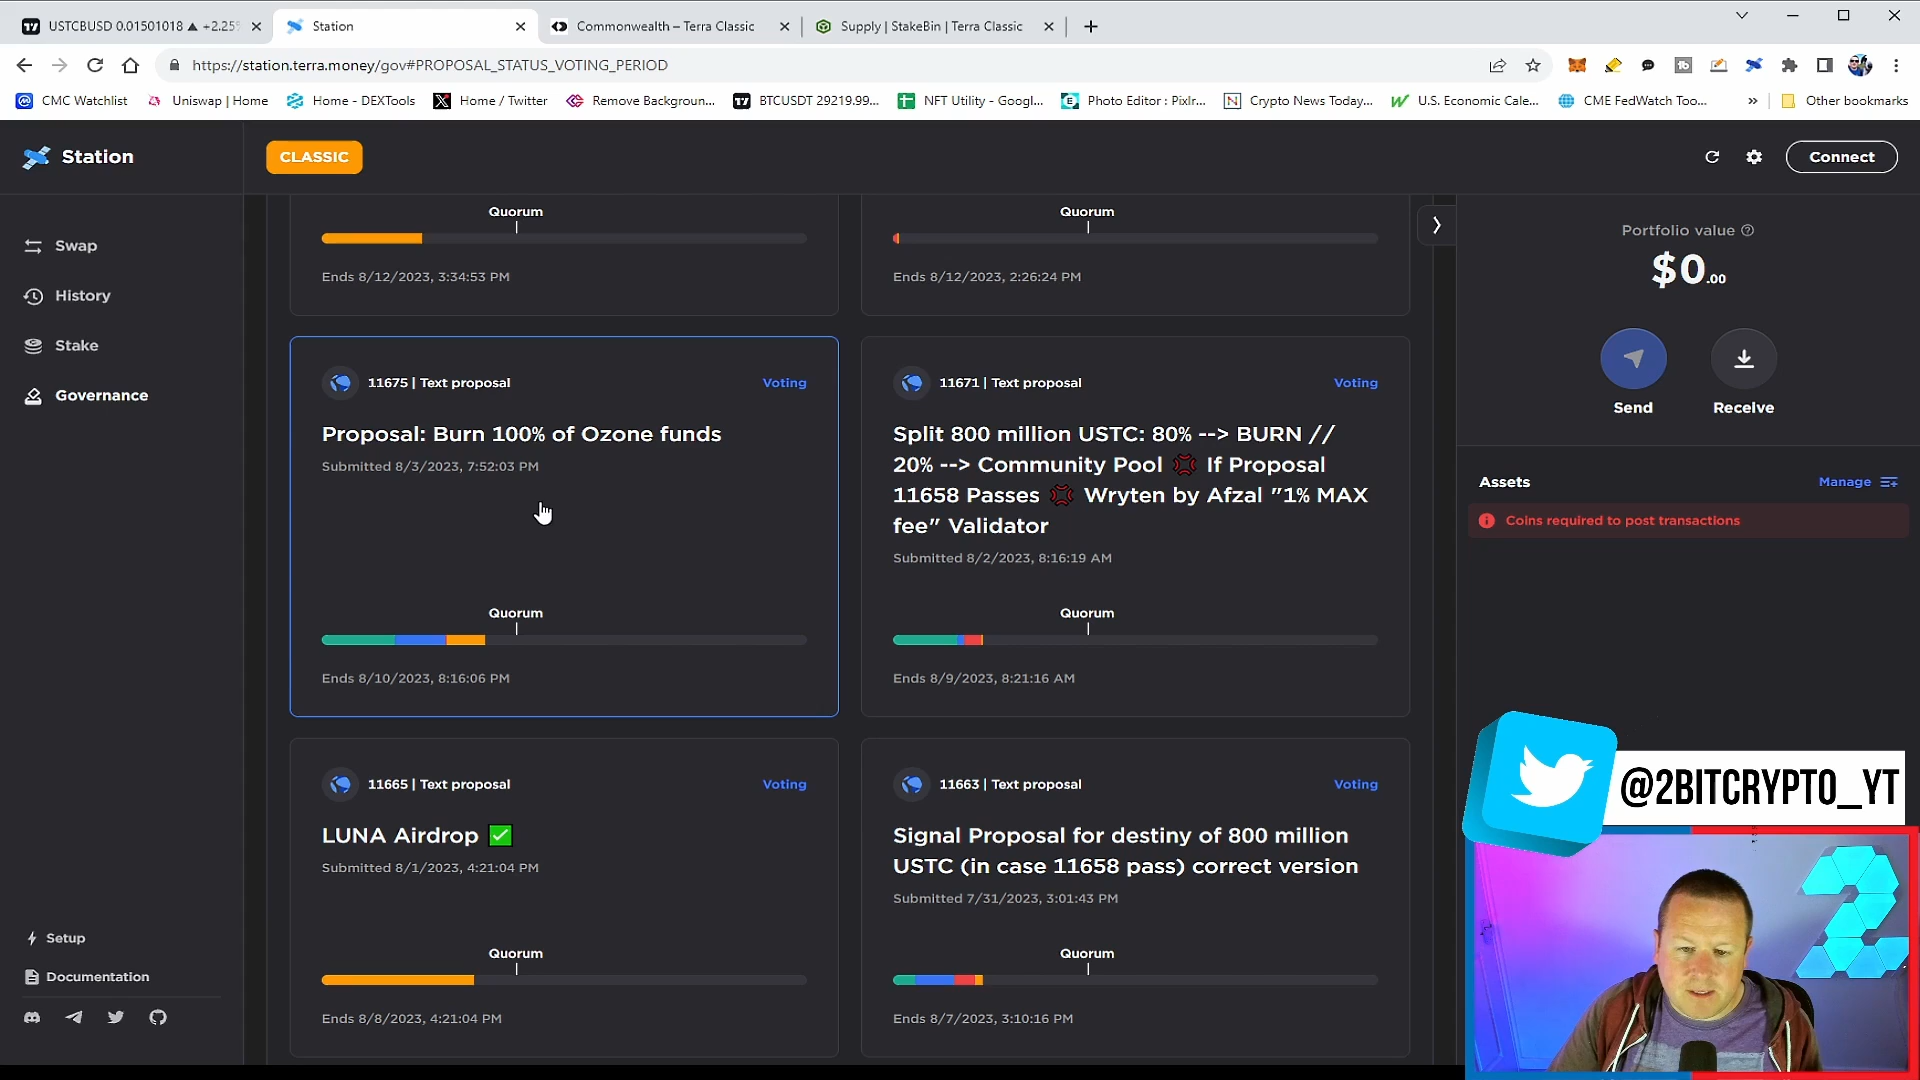 USTCBUSD 0.01501018 ▲ +2.25%
Station
Commonwealth – Terra Classic
Supply | StakeBin | Terra Classic
https://station.terra.money/gov#PROPOSAL_STATUS_VOTING_PERIOD
CMC Watchlist
Uniswap | Home
Home - DEXTools
Home / Twitter
Remove Backgroun...
BTCUSDT 29219.99...
NFT Utility - Googl...
Photo Editor : Pixlr...
Crypto News Today...
U.S. Economic Cale...
CME FedWatch Too...
»
Other bookmarks
Station
CLASSIC
Connect
Swap
History
Stake
Governance
Setup
Documentation
Quorum
Ends 8/12/2023, 3:34:53 PM
Quorum
Ends 8/12/2023, 2:26:24 PM
11675 | Text proposal
Voting
Proposal: Burn 100% of Ozone funds
Submitted 8/3/2023, 7:52:03 PM
Quorum
Ends 8/10/2023, 8:16:06 PM
11671 | Text proposal
Voting
Split 800 million USTC: 80% --> BURN //
20% --> Community Pool 💢 If Proposal
11658 Passes 💢 Wryten by Afzal "1% MAX
fee" Validator
Submitted 8/2/2023, 8:16:19 AM
Quorum
Ends 8/9/2023, 8:21:16 AM
11665 | Text proposal
Voting
LUNA Airdrop ✅
Submitted 8/1/2023, 4:21:04 PM
Quorum
Ends 8/8/2023, 4:21:04 PM
11663 | Text proposal
Voting
Signal Proposal for destiny of 800 million
USTC (in case 11658 pass) correct version
Submitted 7/31/2023, 3:01:43 PM
Quorum
Ends 8/7/2023, 3:10:16 PM
Portfolio value
$0.00
Send
Receive
Assets
Manage
Coins required to post transactions
@2BITCRYPTO_YT
2